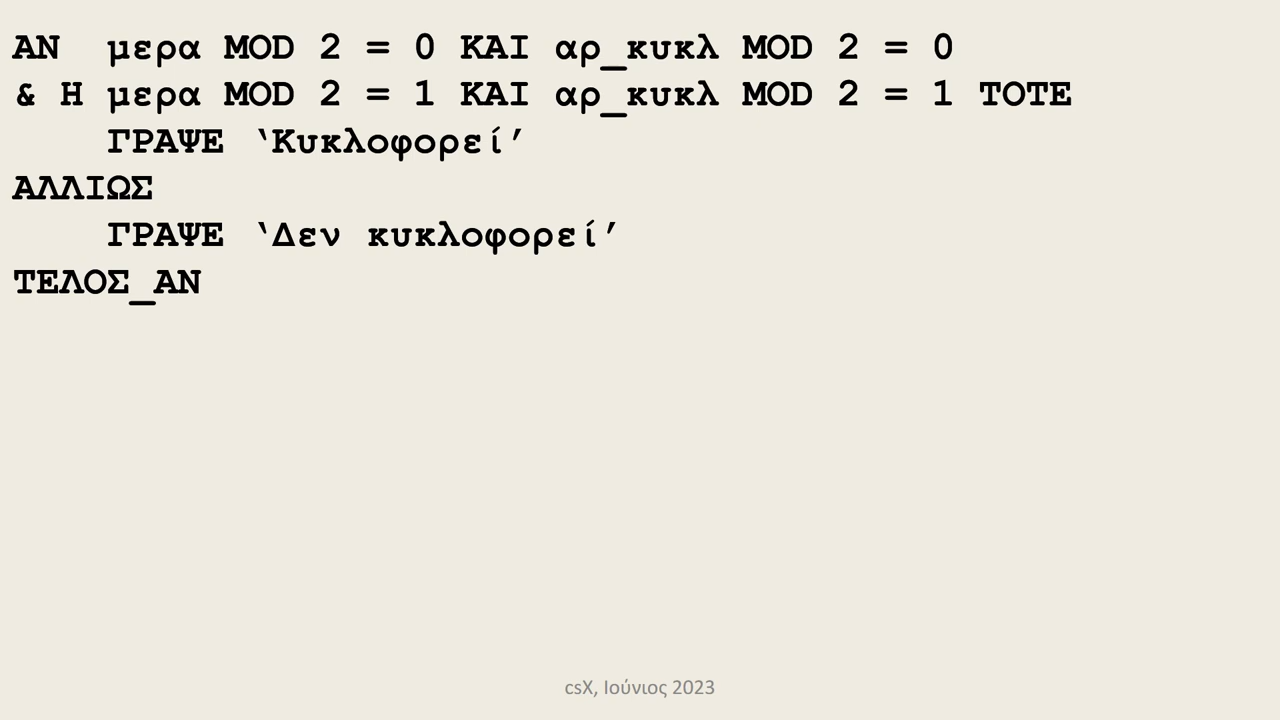 ΑΝ  μερα MOD 2 = 0 ΚΑΙ αρ_κυκλ MOD 2 = 0
& Η μερα MOD 2 = 1 ΚΑΙ αρ_κυκλ MOD 2 = 1 ΤΟΤΕ
    ΓΡΑΨΕ ‘Κυκλοφορεί’
ΑΛΛΙΩΣ
    ΓΡΑΨΕ ‘Δεν κυκλοφορεί’
ΤΕΛΟΣ_ΑΝ
csX, Ιούνιος 2023